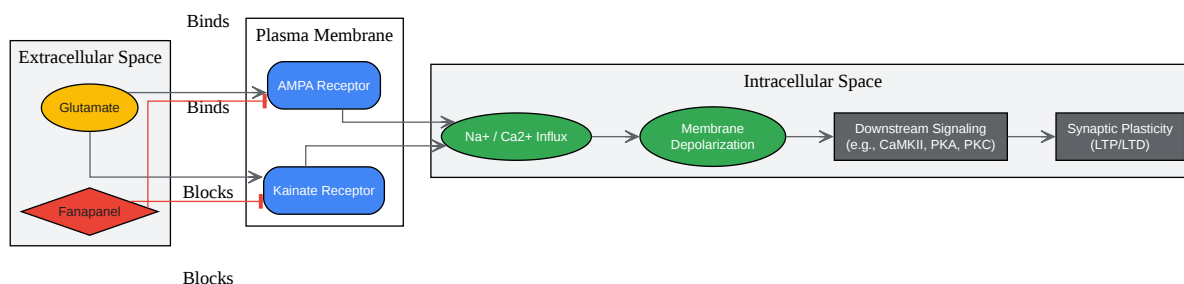 Binds
Plasma Membrane
Extracellular Space
Intracellular Space
AMPA Receptor
Glutamate
Binds
Na+ / Ca2+ Influx
Membrane
Depolarization
Downstream Signaling
(e.g., CaMKII, PKA, PKC)
Synaptic Plasticity
(LTP/LTD)
Kainate Receptor
Blocks
Fanapanel
Blocks